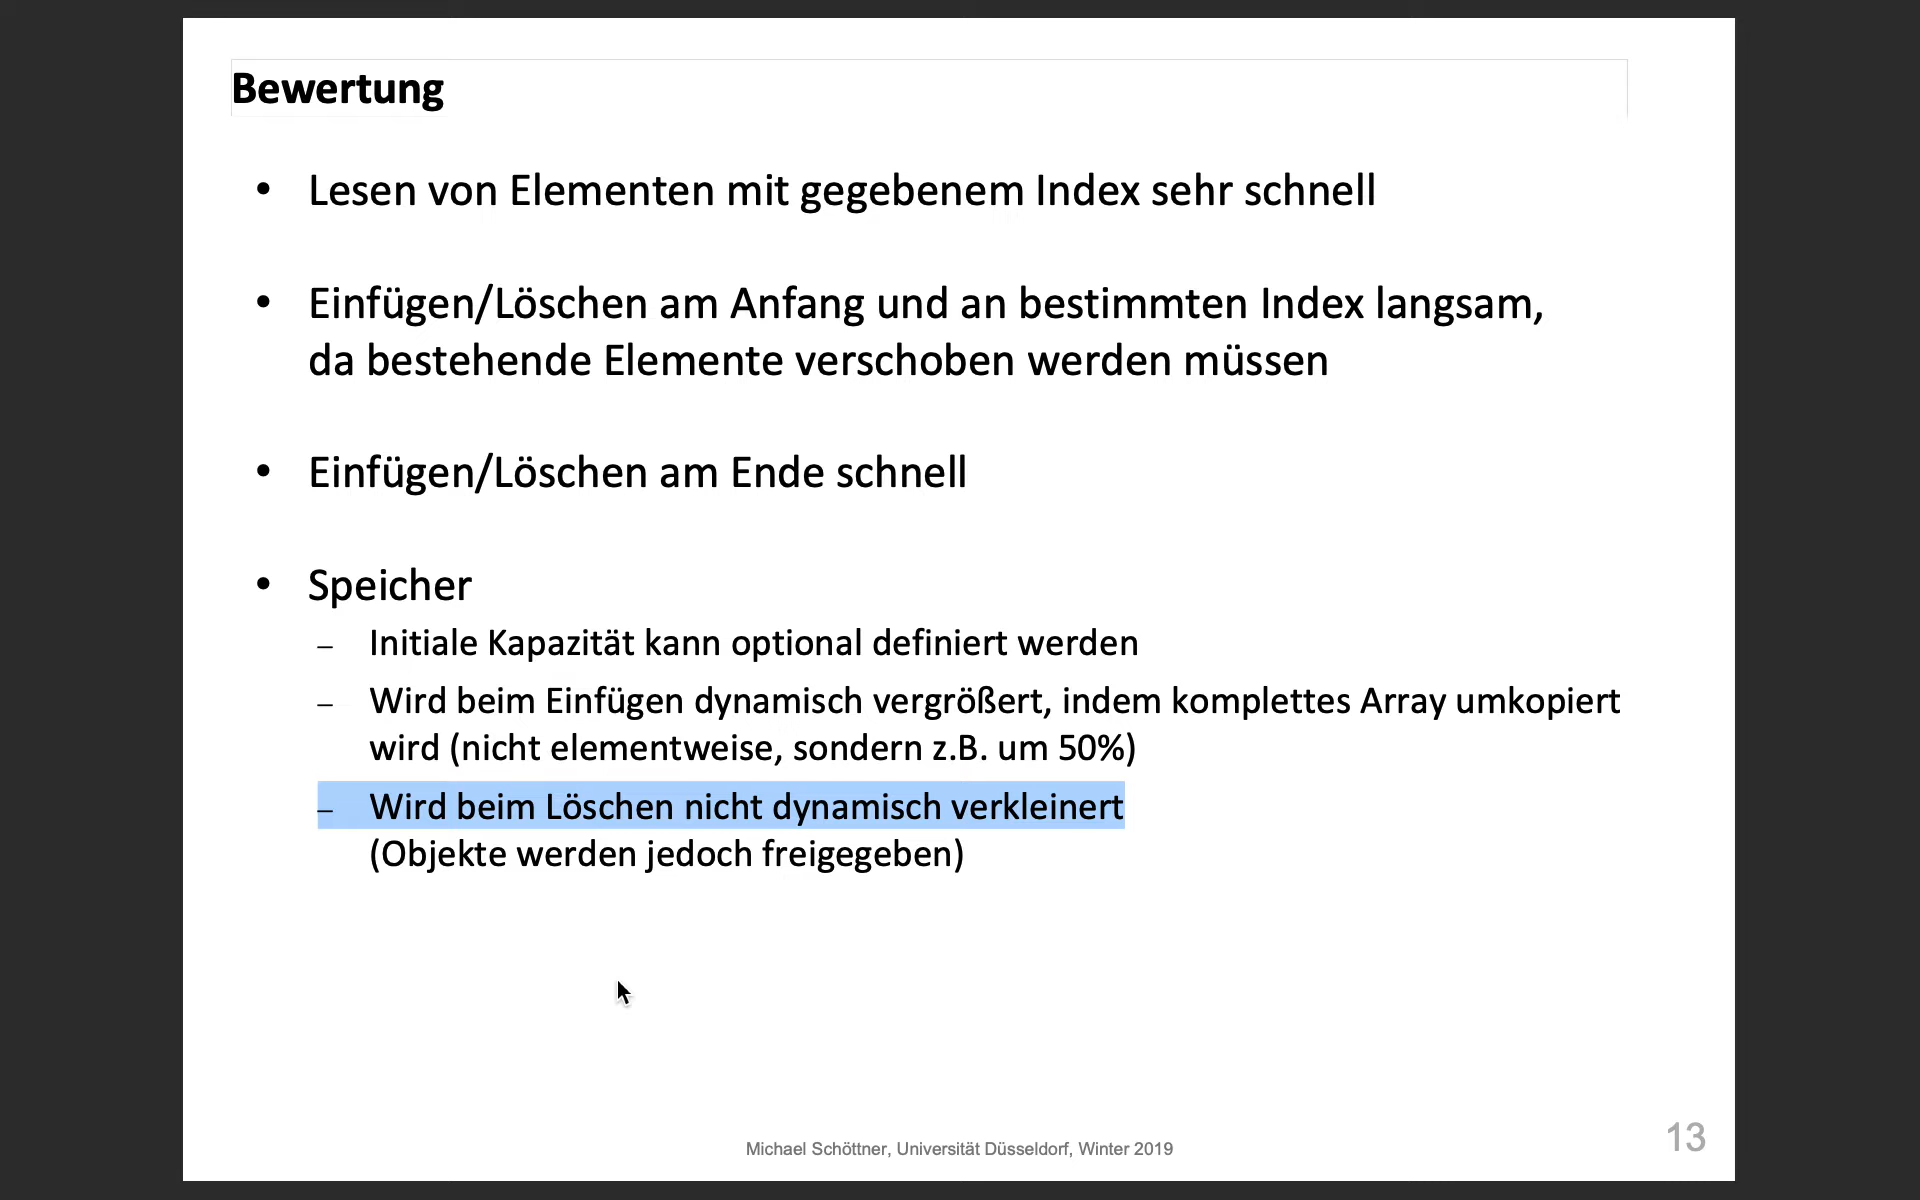 Bewertung
• Lesen von Elementen mit gegebenem Index sehr schnell
• Einfügen/Löschen am Anfang und an bestimmten Index langsam,
da bestehende Elemente verschoben werden müssen
• Einfügen/Löschen am Ende schnell
• Speicher
– Initiale Kapazität kann optional definiert werden
– Wird beim Einfügen dynamisch vergrößert, indem komplettes Array umkopiert
wird (nicht elementweise, sondern z.B. um 50%)
– Wird beim Löschen nicht dynamisch verkleinert
(Objekte werden jedoch freigegeben)
Michael Schöttner, Universität Düsseldorf, Winter 2019
13